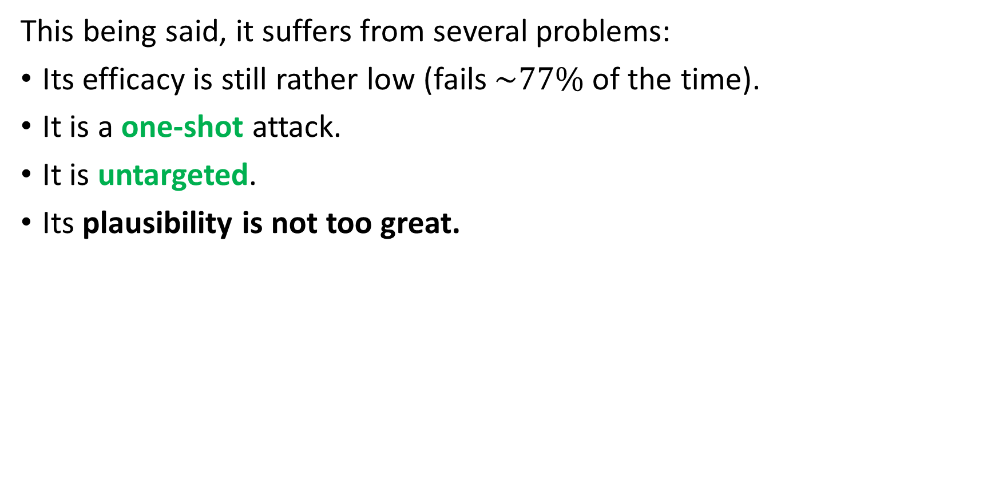 This being said, it suffers from several problems:
• Its efficacy is still rather low (fails ~77% of the time).
• It is a one-shot attack.
• It is untargeted.
• Its plausibility is not too great.